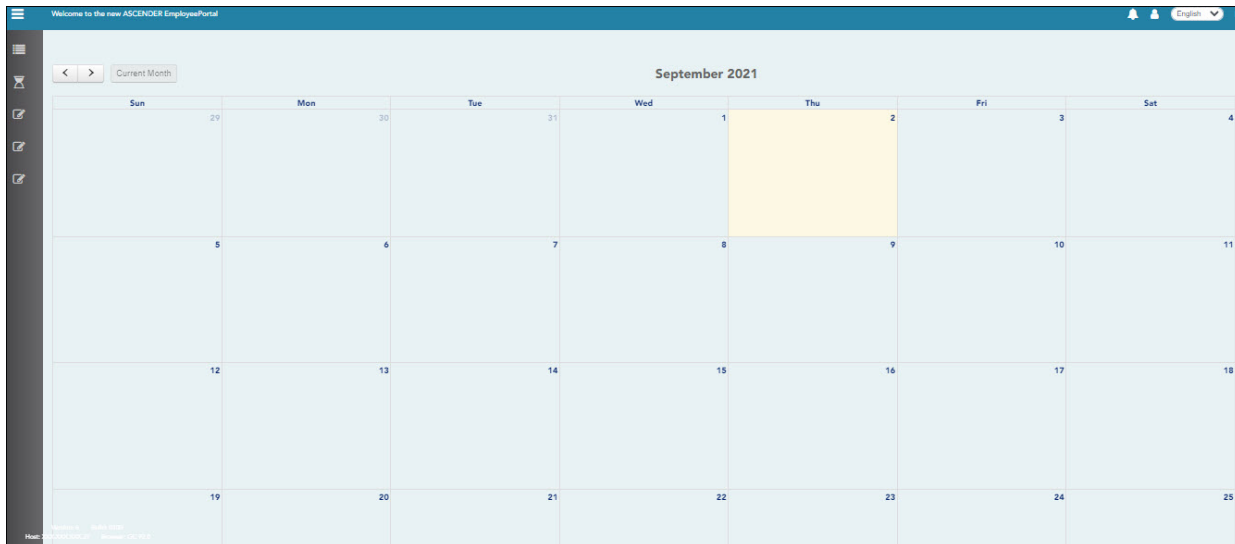 Welcome to the new ASCENDER EmployeePortal English
Current Month September 2021
Sun Mon Tue Wed Thu Fri Sat
29 30 31 1 2 3 4
5 6 7 8 9 10 11
12 13 14 15 16 17 18
19 20 21 22 23 24 25
Host: